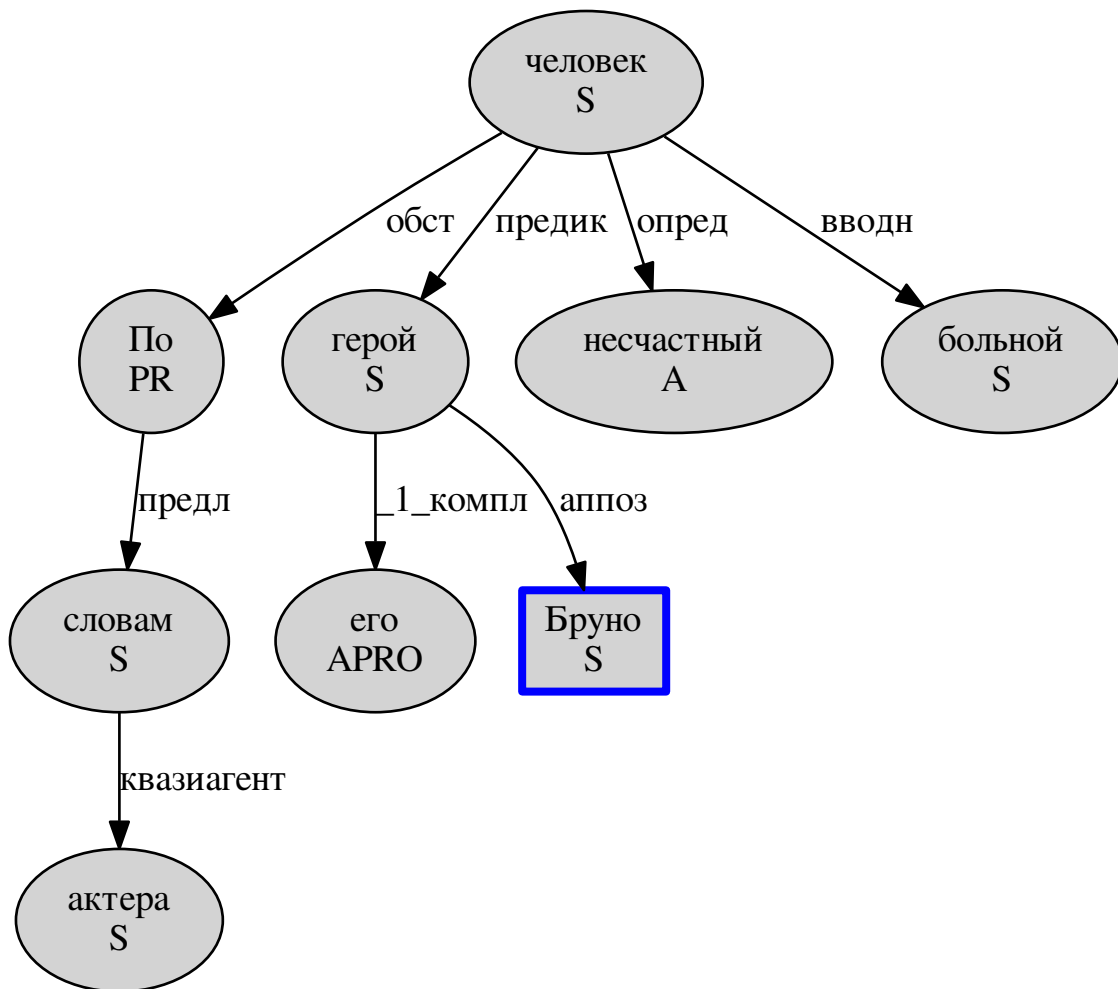 человек
S
обст
предик
опред
вводн
По
PR
герой
S
несчастный
A
больной
S
предл
_1_компл
аппоз
словам
S
его
APRO
Бруно
S
квазиагент
актера
S